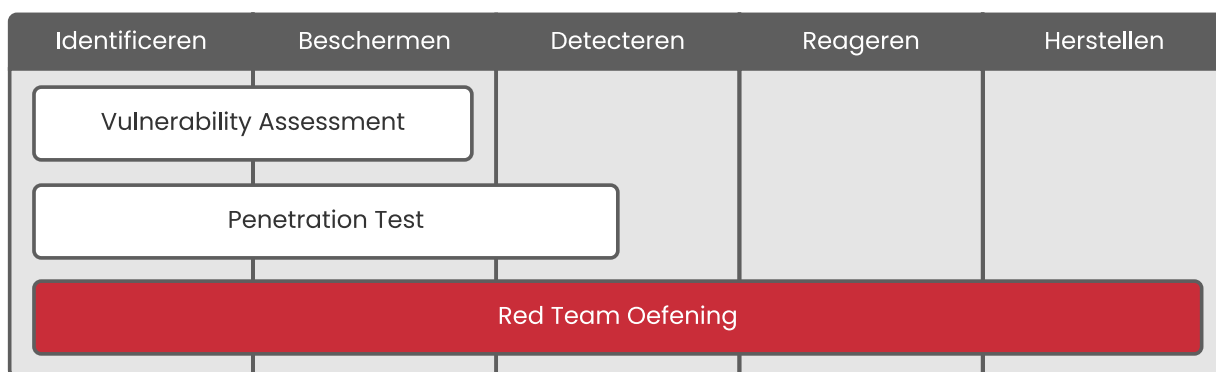 Identificeren Beschermen Detecteren Reageren Herstellen
Vulnerability Assessment
Penetration Test
Red Team Oefening